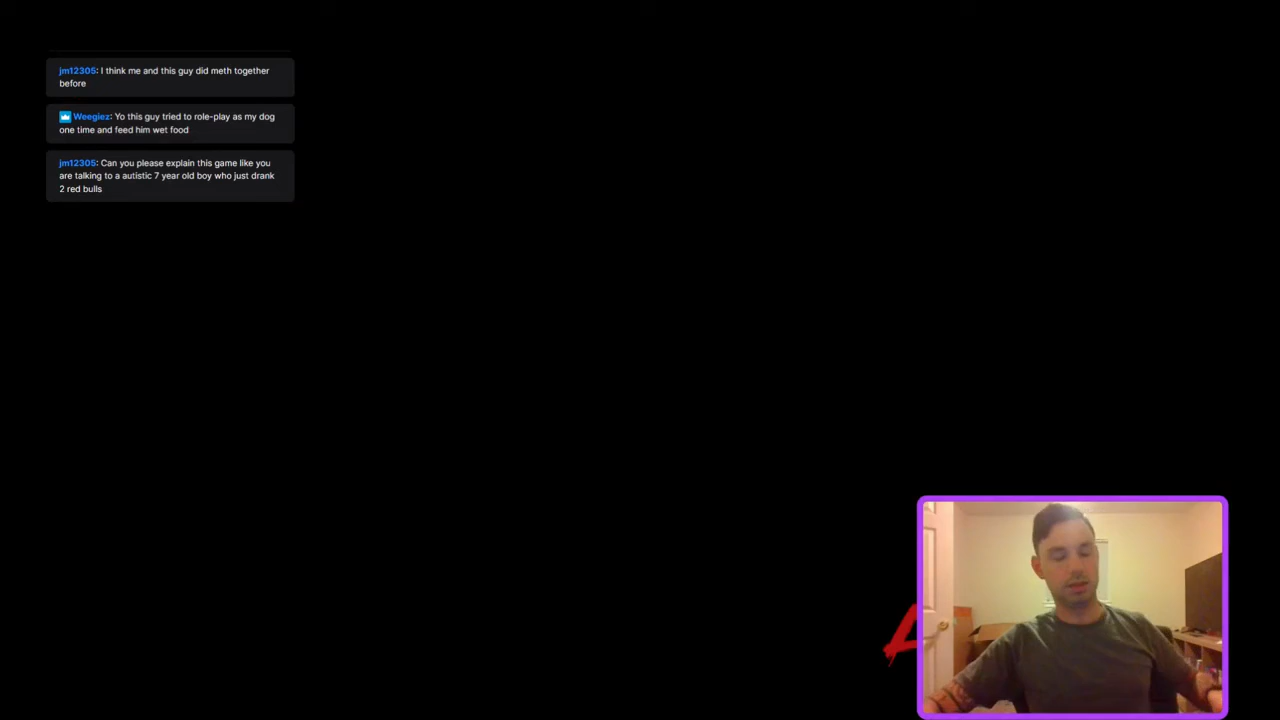 jm12305: I think me and this guy did meth together
before
Weegiez: Yo this guy tried to role-play as my dog
one time and feed him wet food
jm12305: Can you please explain this game like you
are talking to a autistic 7 year old boy who just drank
2 red bulls